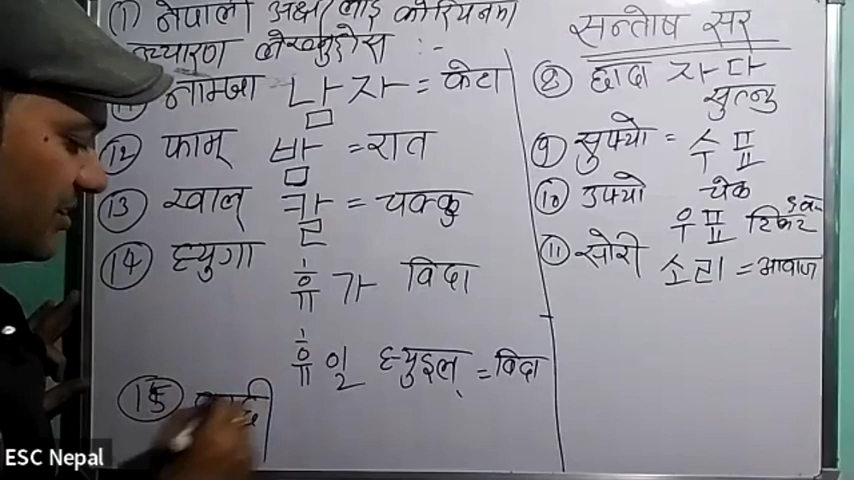 (1) नेपाली अक्षरलाई कोरियनमा
उच्चारण लेख्नुहोस :-
सन्तोष सर
नाम्जा 남자 = केटा
(12) फाम् 밤 = रात
(13) खाल् 칼 = चक्कु
(14) ह्युगा 휴가 विदा
휴일 ह्युइल् = विदा
(15)
(8) छादा 자다
सुत्नु
(9) सुफ्यो = 수표
चेक
(10) उफ्यो 우표 टिकट
(11) सोरी 소리 = आवाज
ESC Nepal